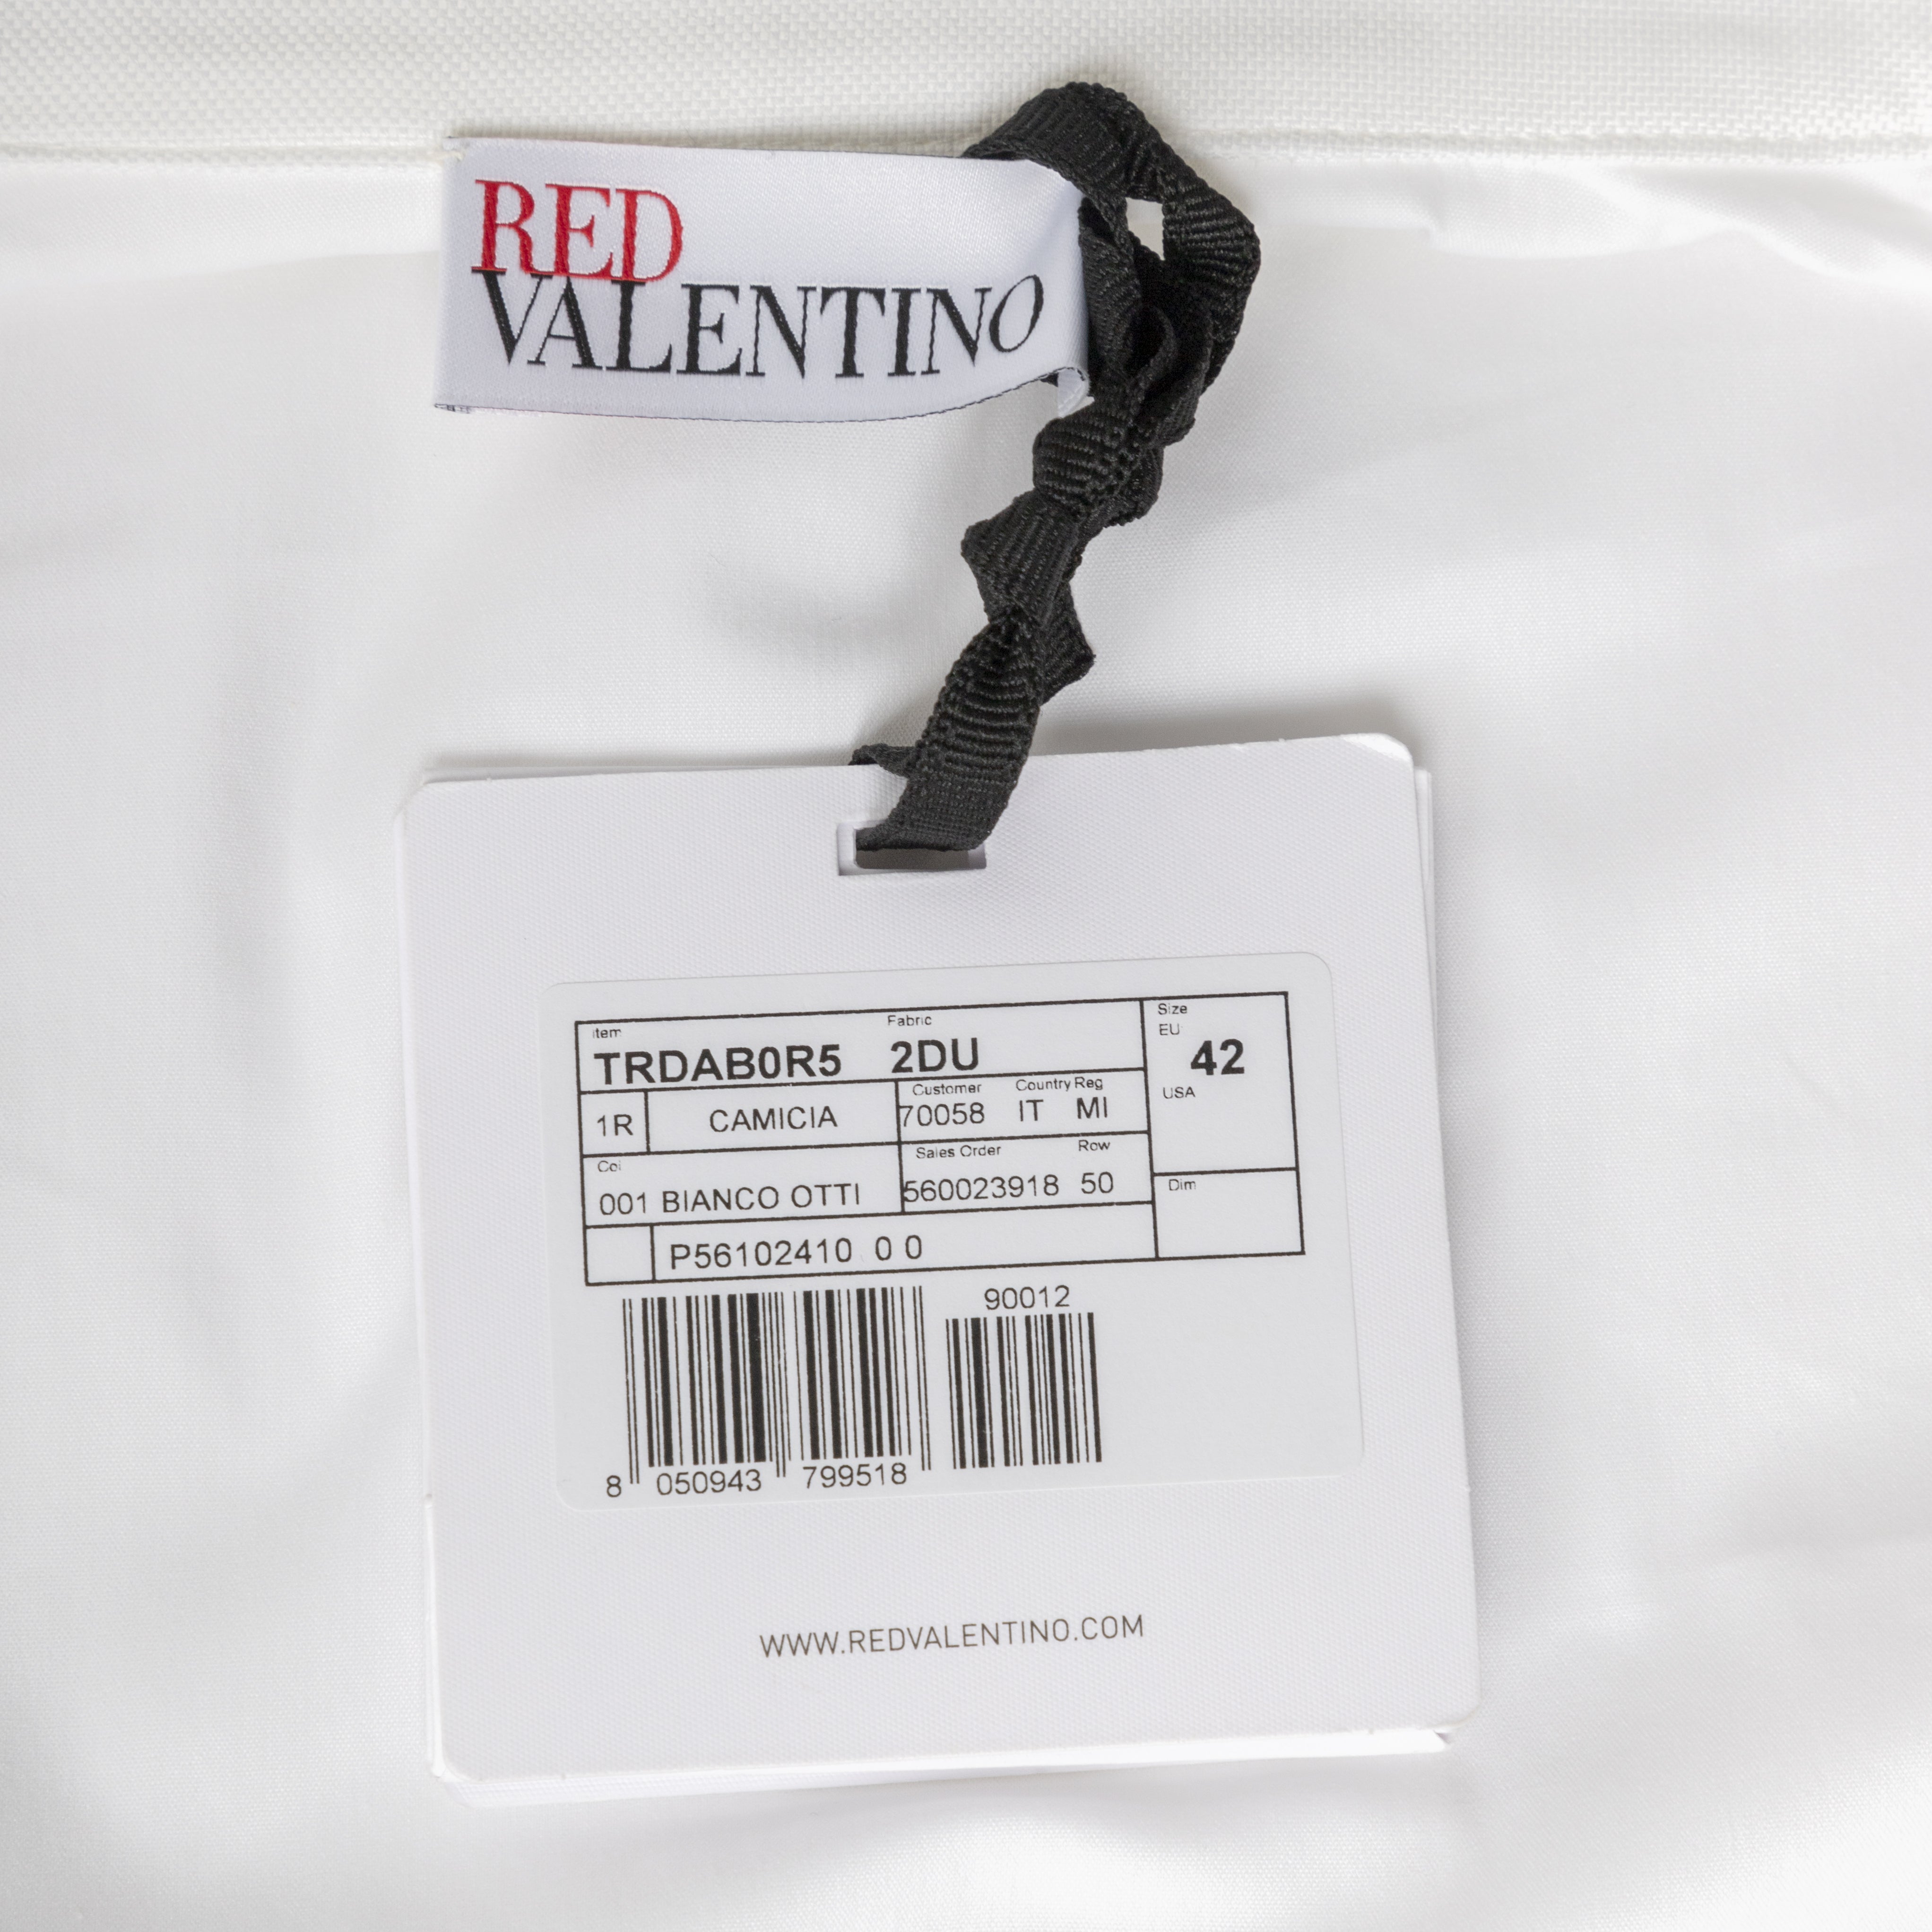 RED
VALENTINO
Item Fabric
TRDAB0R5 2DU
Size
EU
42
USA
1R CAMICIA
Customer Country Reg
70058 IT MI
Col
001 BIANCO OTTI
Sales Order Row
560023918 50
Dim
P56102410 0 0
90012
8 050943 799518
WWW.REDVALENTINO.COM